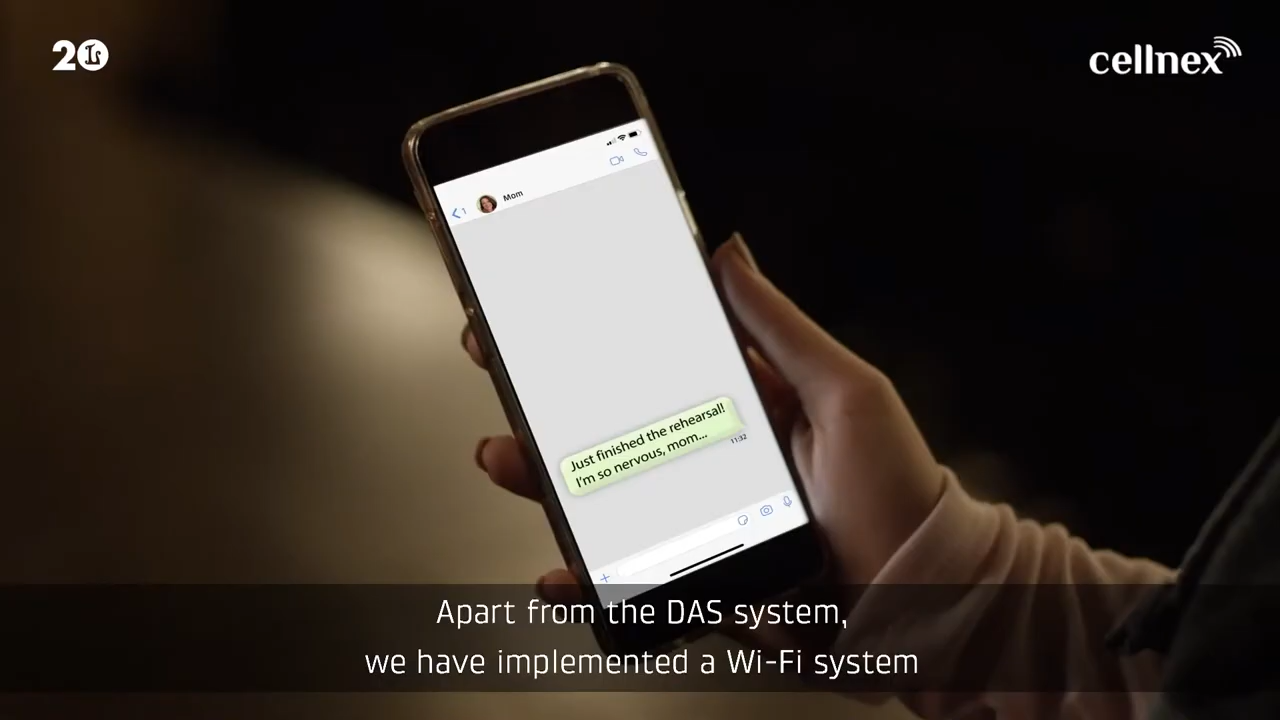 20
cellnex
1
Mom
Just finished the rehearsal!
I'm so nervous, mom...
11:32
Apart from the DAS system,
we have implemented a Wi-Fi system